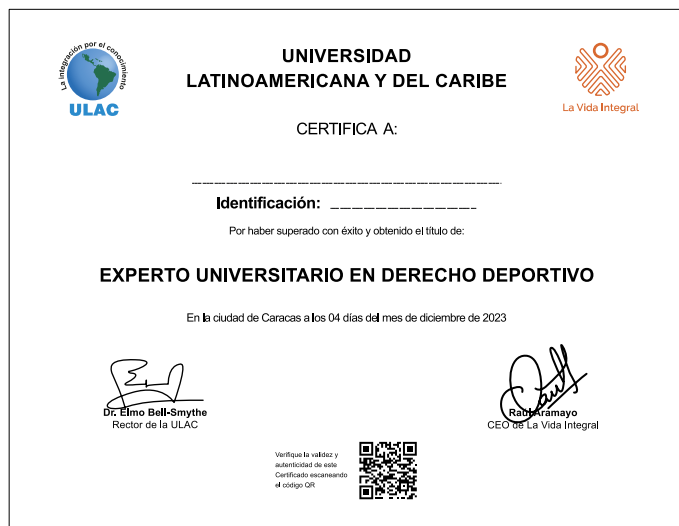 La integración por el conocimiento
ULAC
UNIVERSIDAD
LATINOAMERICANA Y DEL CARIBE
La Vida Integral
CERTIFICA A:
Identificación:
Por haber superado con éxito y obtenido el título de:
EXPERTO UNIVERSITARIO EN DERECHO DEPORTIVO
En la ciudad de Caracas a los 04 días del mes de diciembre de 2023
Dr. Elmo Bell-Smythe
Rector de la ULAC
Raúl Aramayo
CEO de La Vida Integral
Verifique la validez y
autenticidad de este
Certificado escaneando
el código QR